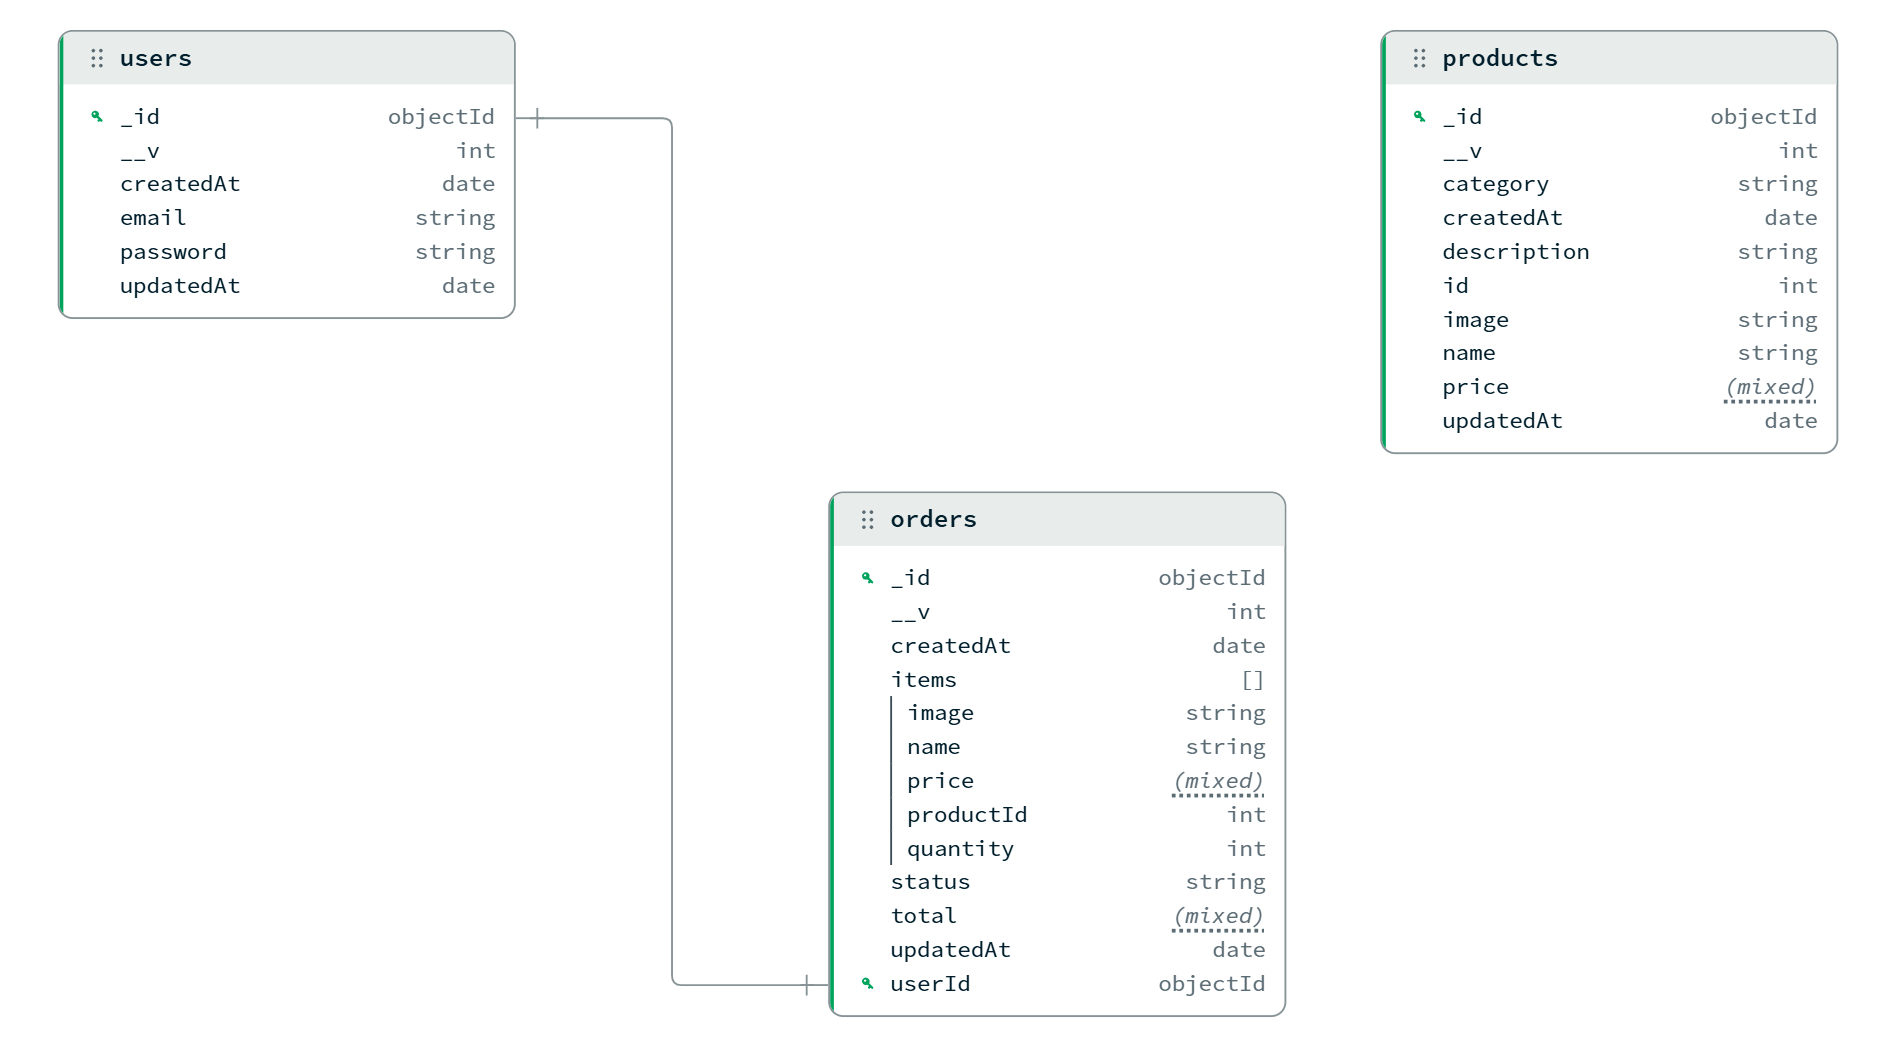 users
_id objectId
__v int
createdAt date
email string
password string
updatedAt date
products
_id objectId
__v int
category string
createdAt date
description string
id int
image string
name string
price (mixed)
updatedAt date
orders
_id objectId
__v int
createdAt date
items []
image string
name string
price (mixed)
productId int
quantity int
status string
total (mixed)
updatedAt date
userId objectId